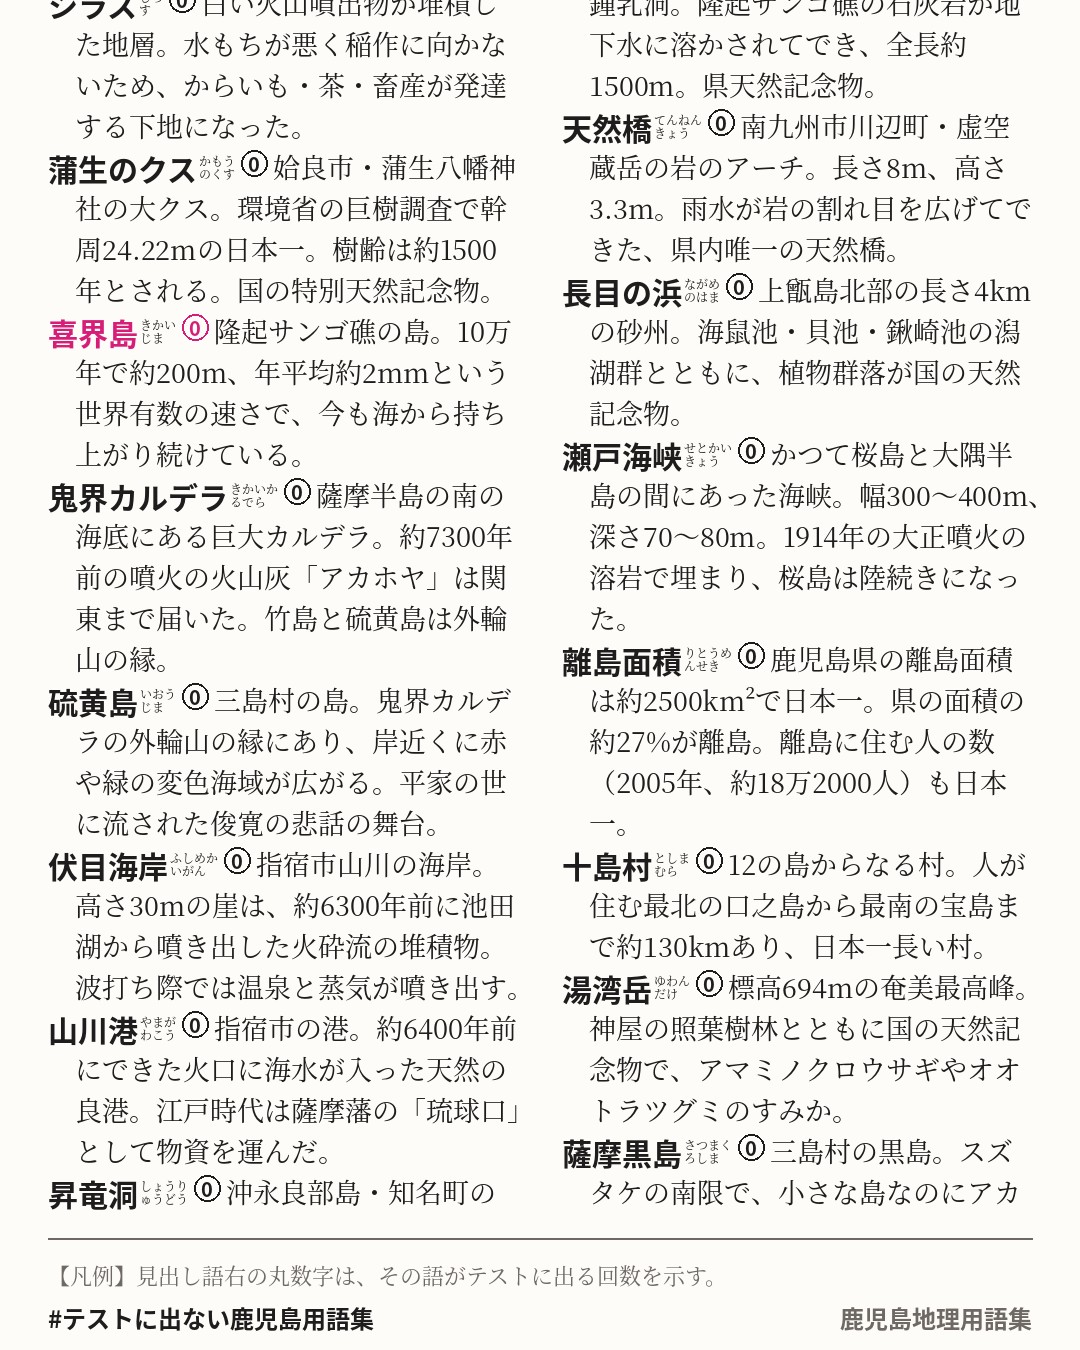 シラス ⓪ 白い火山噴出物が堆積し
た地層。水もちが悪く稲作に向かな
いため、からいも・茶・畜産が発達
する下地になった。
蒲生のクス かもうのくす ⓪ 姶良市・蒲生八幡神
社の大クス。環境省の巨樹調査で幹
周24.22mの日本一。樹齢は約1500
年とされる。国の特別天然記念物。
喜界島 きかいじま ⓪ 隆起サンゴ礁の島。10万
年で約200m、年平均約2mmという
世界有数の速さで、今も海から持ち
上がり続けている。
鬼界カルデラ きかいかるでら ⓪ 薩摩半島の南の
海底にある巨大カルデラ。約7300年
前の噴火の火山灰「アカホヤ」は関
東まで届いた。竹島と硫黄島は外輪
山の縁。
硫黄島 いおうじま ⓪ 三島村の島。鬼界カルデ
ラの外輪山の縁にあり、岸近くに赤
や緑の変色海域が広がる。平家の世
に流された俊寛の悲話の舞台。
伏目海岸 ふしめかいがん ⓪ 指宿市山川の海岸。
高さ30mの崖は、約6300年前に池田
湖から噴き出した火砕流の堆積物。
波打ち際では温泉と蒸気が噴き出す。
山川港 やまがわこう ⓪ 指宿市の港。約6400年前
にできた火口に海水が入った天然の
良港。江戸時代は薩摩藩の「琉球口」
として物資を運んだ。
昇竜洞 しょうりゅうどう ⓪ 沖永良部島・知名町の
鍾乳洞。隆起サンゴ礁の石灰岩が地
下水に溶かされてでき、全長約
1500m。県天然記念物。
天然橋 てんねんきょう ⓪ 南九州市川辺町・虚空
蔵岳の岩のアーチ。長さ8m、高さ
3.3m。雨水が岩の割れ目を広げてで
きた、県内唯一の天然橋。
長目の浜 ながめのはま ⓪ 上甑島北部の長さ4km
の砂州。海鼠池・貝池・鍬崎池の潟
湖群とともに、植物群落が国の天然
記念物。
瀬戸海峡 せとかいきょう ⓪ かつて桜島と大隅半
島の間にあった海峡。幅300〜400m、
深さ70〜80m。1914年の大正噴火の
溶岩で埋まり、桜島は陸続きになっ
た。
離島面積 りとうめんせき ⓪ 鹿児島県の離島面積
は約2500km²で日本一。県の面積の
約27%が離島。離島に住む人の数
（2005年、約18万2000人）も日本
一。
十島村 としまむら ⓪ 12の島からなる村。人が
住む最北の口之島から最南の宝島ま
で約130kmあり、日本一長い村。
湯湾岳 ゆわんだけ ⓪ 標高694mの奄美最高峰。
神屋の照葉樹林とともに国の天然記
念物で、アマミノクロウサギやオオ
トラツグミのすみか。
薩摩黒島 さつまくろしま ⓪ 三島村の黒島。スズ
タケの南限で、小さな島なのにアカ
【凡例】見出し語右の丸数字は、その語がテストに出る回数を示す。
#テストに出ない鹿児島用語集
鹿児島地理用語集